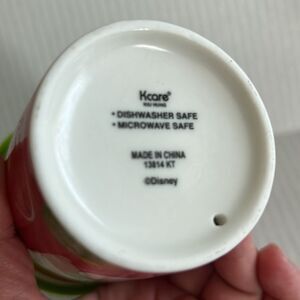 Kcare®
• DISHWASHER SAFE
• MICROWAVE SAFE
MADE IN CHINA
13814 KT
©Disney